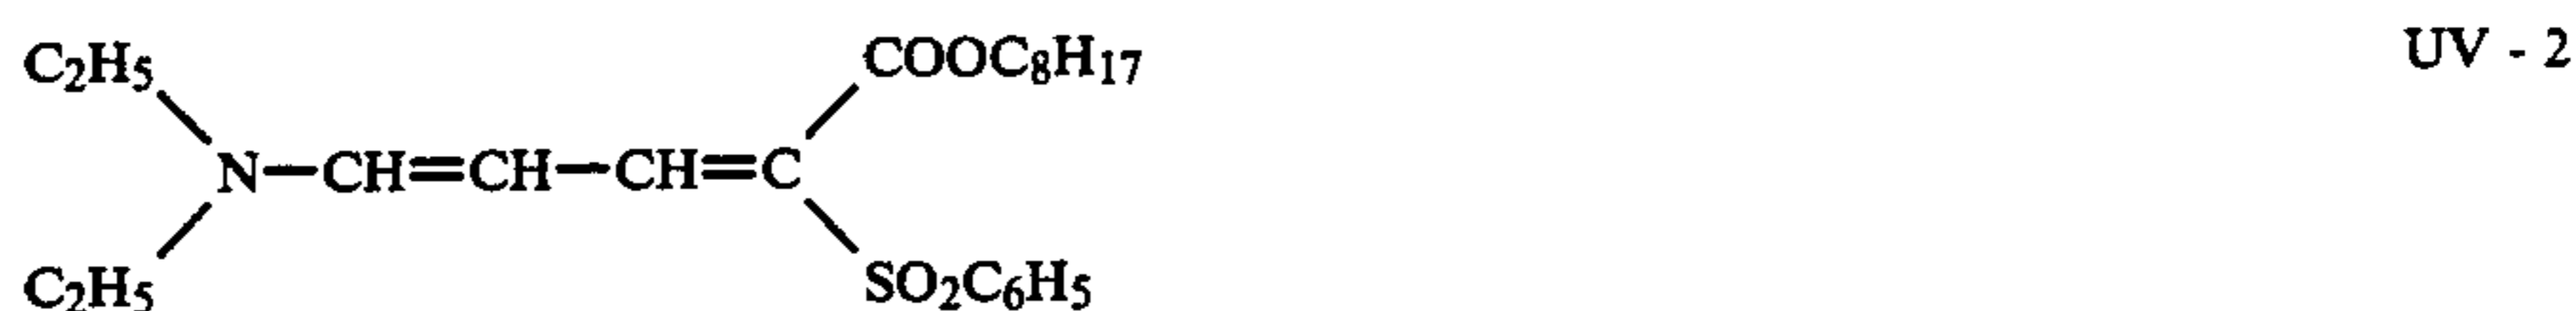 C₂H₅ COOC₈H₁₇ UV - 2
N—CH=CH—CH=C
C₂H₅ SO₂C₆H₅